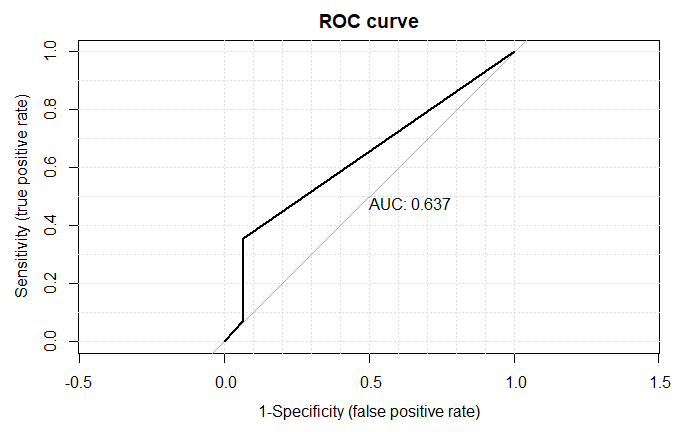 ROC curve
Sensitivity (true positive rate)
1.0
0.8
0.6
0.4
0.2
0.0
AUC: 0.637
-0.5 0.0 0.5 1.0 1.5
1-Specificity (false positive rate)